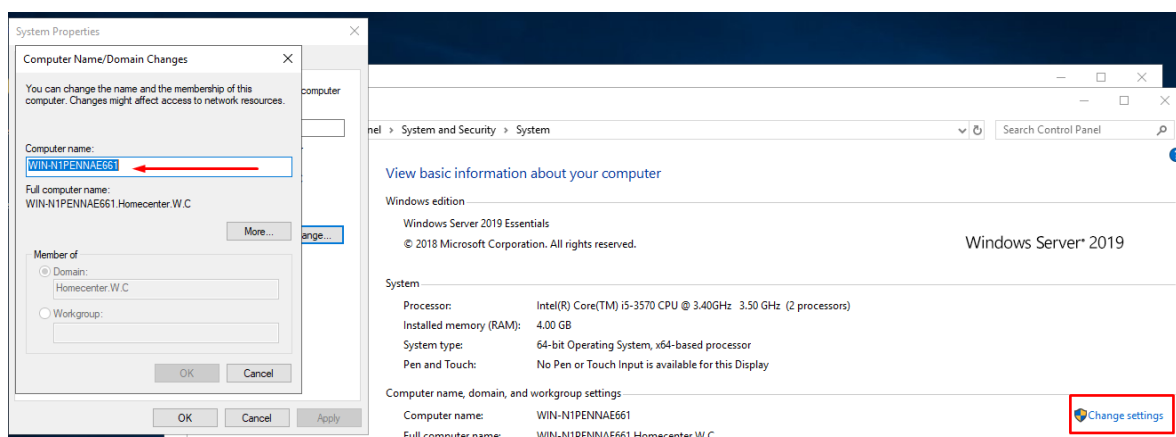 System Properties
Computer Name/Domain Changes
You can change the name and the membership of this
computer. Changes might affect access to network resources.
computer
Computer name:
WIN-N1PENNAE661
Full computer name:
WIN-N1PENNAE661.Homecenter.W.C
More...
ange...
Member of
Domain:
Homecenter.W.C
Workgroup:
OK Cancel
OK Cancel Apply
nel > System and Security > System
Search Control Panel
View basic information about your computer
Windows edition
Windows Server 2019 Essentials
© 2018 Microsoft Corporation. All rights reserved.
Windows Server® 2019
System
Processor: Intel(R) Core(TM) i5-3570 CPU @ 3.40GHz 3.50 GHz (2 processors)
Installed memory (RAM): 4.00 GB
System type: 64-bit Operating System, x64-based processor
Pen and Touch: No Pen or Touch Input is available for this Display
Computer name, domain, and workgroup settings
Computer name: WIN-N1PENNAE661
Change settings
Full computer name: WIN-N1PENNAE661.Homecenter.W.C